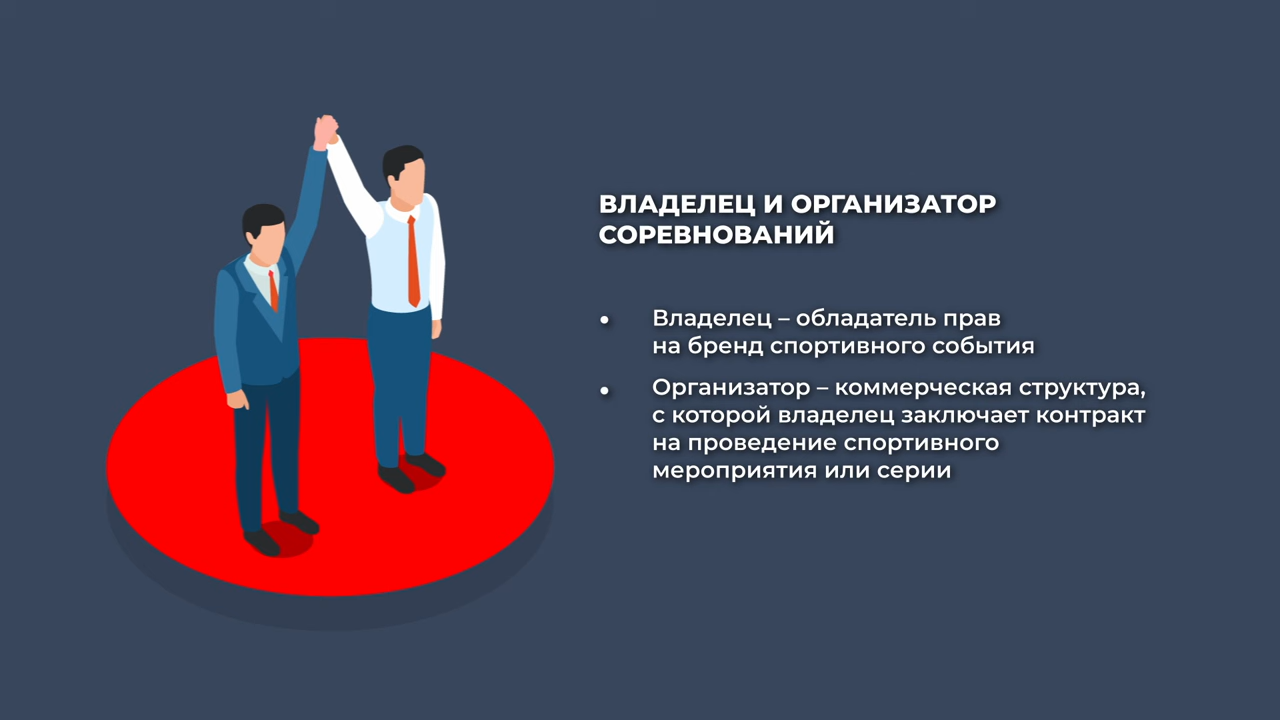 ВЛАДЕЛЕЦ И ОРГАНИЗАТОР
СОРЕВНОВАНИЙ
• Владелец – обладатель прав
на бренд спортивного события
• Организатор – коммерческая структура,
с которой владелец заключает контракт
на проведение спортивного
мероприятия или серии